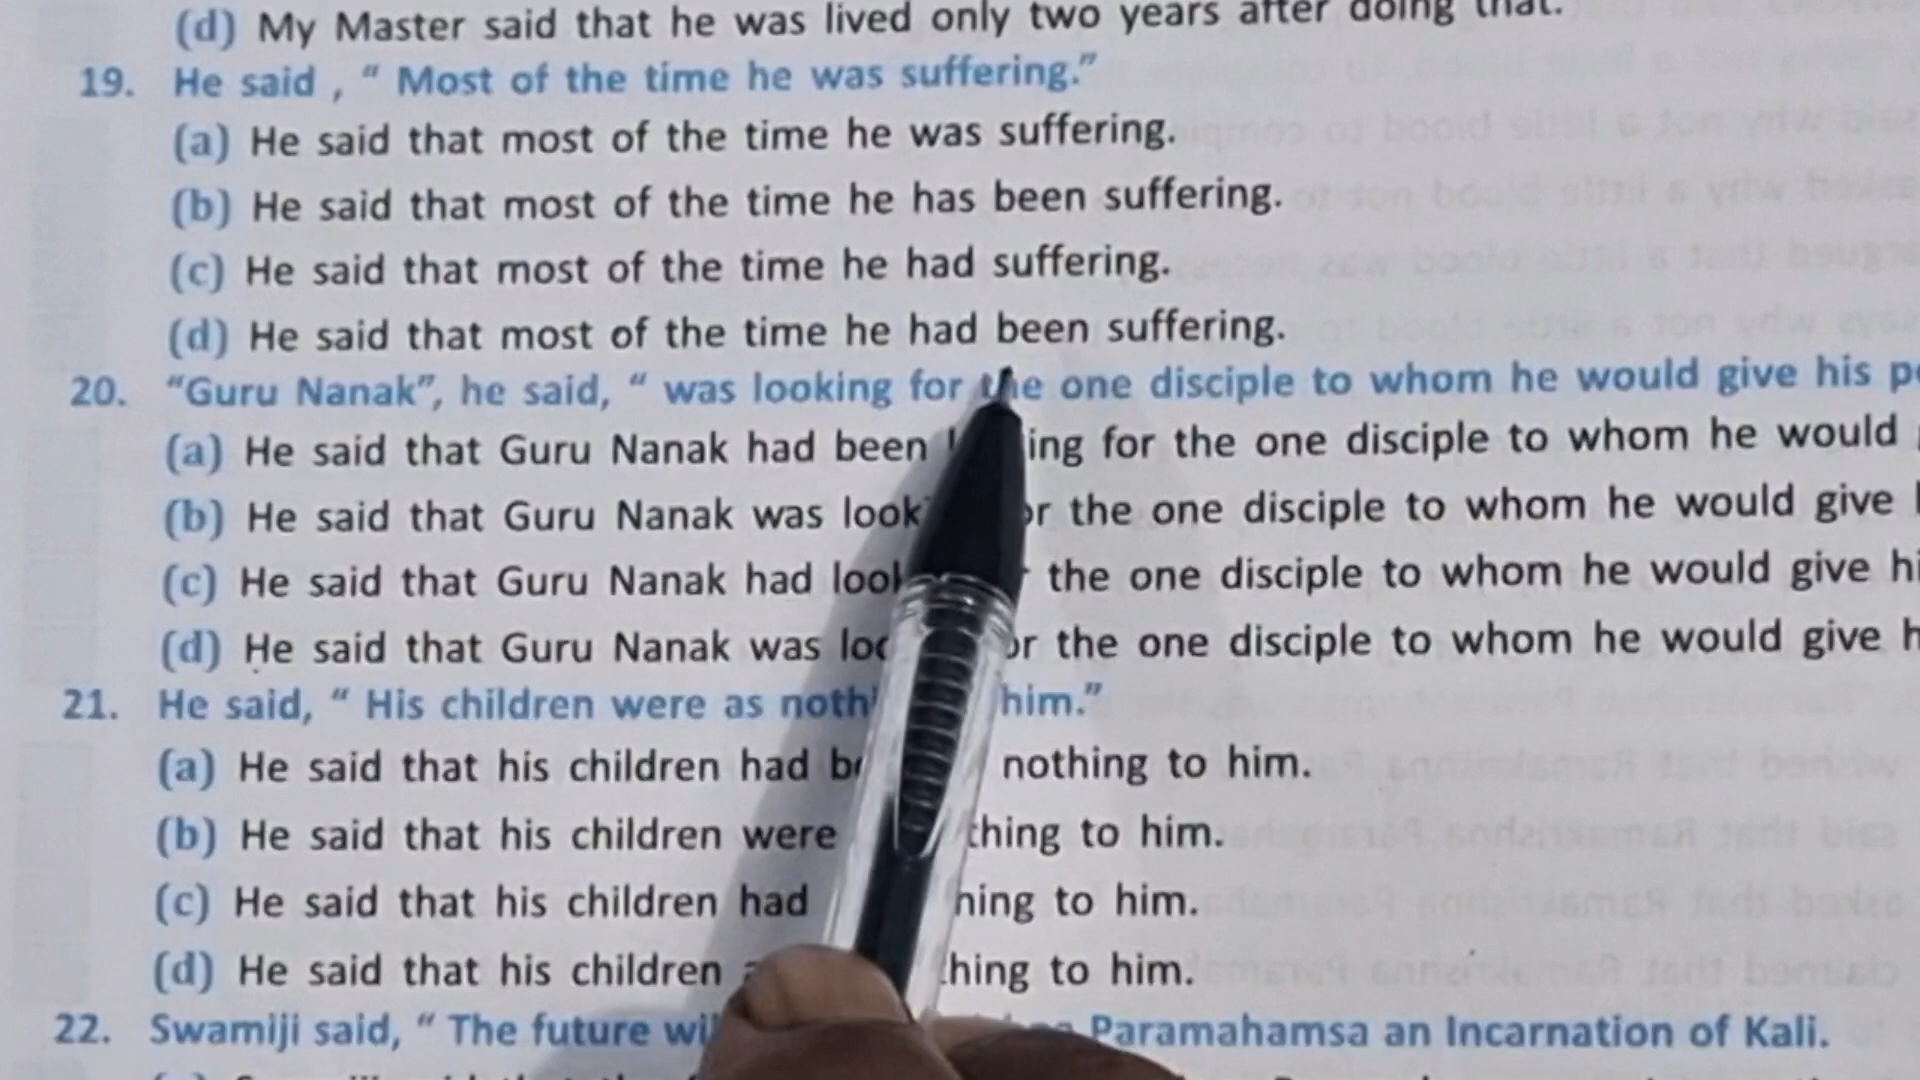 (d) My Master said that he was lived only two years after doing that.
19. He said , “ Most of the time he was suffering.”
(a) He said that most of the time he was suffering.
(b) He said that most of the time he has been suffering.
(c) He said that most of the time he had suffering.
(d) He said that most of the time he had been suffering.
20. “Guru Nanak”, he said, “ was looking for the one disciple to whom he would give his
(a) He said that Guru Nanak had been for the one disciple to whom he would
(b) He said that Guru Nanak was the one disciple to whom he would give
(c) He said that Guru Nanak had the one disciple to whom he would give
(d) He said that Guru Nanak was the one disciple to whom he would give
21. He said, “ His children were as him.”
(a) He said that his children had nothing to him.
(b) He said that his children were to him.
(c) He said that his children had to him.
(d) He said that his children to him.
22. Swamiji said, “ The future Paramahamsa an Incarnation of Kali.